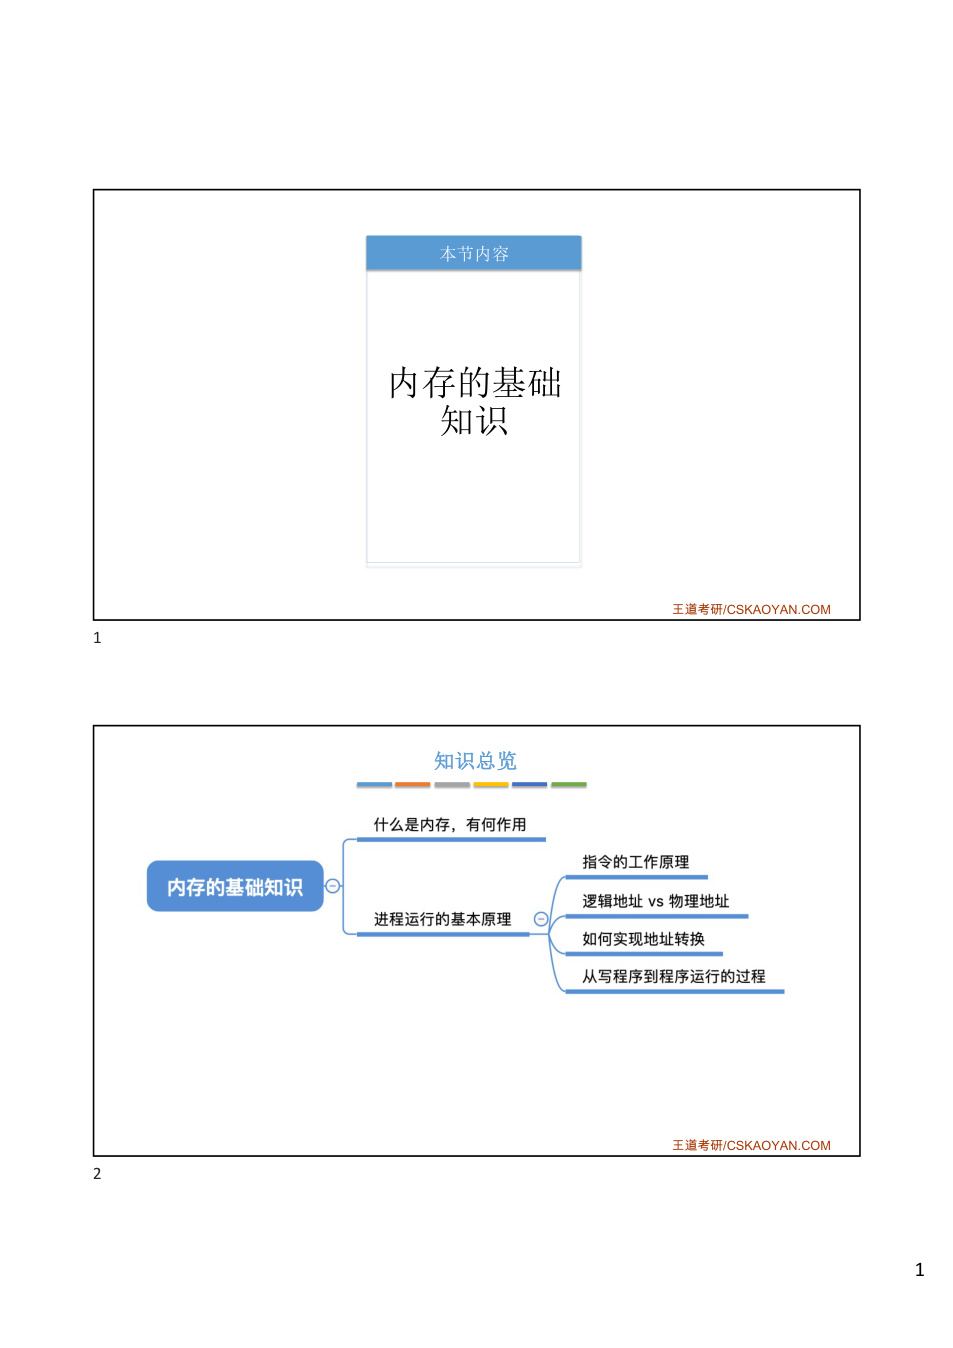 本节内容
内存的基础
知识
王道考研/CSKAOYAN.COM
1
知识总览
什么是内存，有何作用
内存的基础知识
进程运行的基本原理
指令的工作原理
逻辑地址 vs 物理地址
如何实现地址转换
从写程序到程序运行的过程
王道考研/CSKAOYAN.COM
2
1